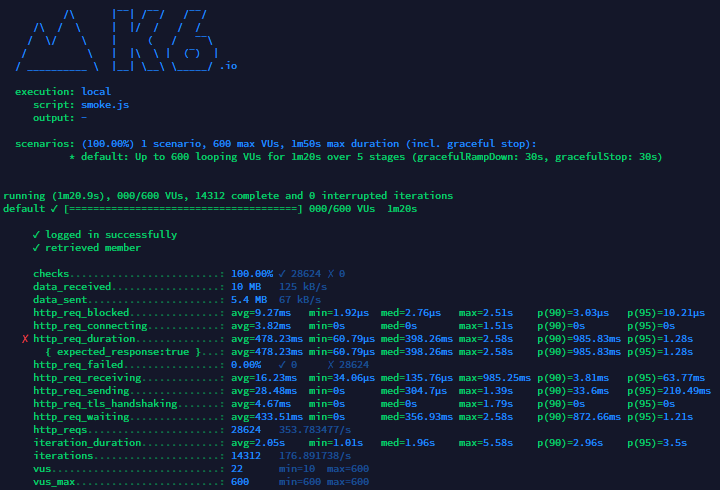 .io
execution: local
script: smoke.js
output: -
scenarios: (100.00%) 1 scenario, 600 max VUs, 1m50s max duration (incl. graceful stop):
* default: Up to 600 looping VUs for 1m20s over 5 stages (gracefulRampDown: 30s, gracefulStop: 30s)
running (1m20.9s), 000/600 VUs, 14312 complete and 0 interrupted iterations
default ✓ [======================================] 000/600 VUs  1m20s
✓ logged in successfully
✓ retrieved member
checks.........................: 100.00% ✓ 28624 ✗ 0
data_received..................: 10 MB   125 kB/s
data_sent......................: 5.4 MB  67 kB/s
http_req_blocked...............: avg=9.27ms   min=1.92µs  med=2.76µs   max=2.51s    p(90)=3.03µs   p(95)=10.21µs
http_req_connecting............: avg=3.82ms   min=0s      med=0s       max=1.51s    p(90)=0s       p(95)=0s
✗ http_req_duration..............: avg=478.23ms min=60.79µs med=398.26ms max=2.58s    p(90)=985.83ms p(95)=1.28s
{ expected_response:true }...: avg=478.23ms min=60.79µs med=398.26ms max=2.58s    p(90)=985.83ms p(95)=1.28s
http_req_failed................: 0.00%   ✓ 0     ✗ 28624
http_req_receiving.............: avg=16.23ms  min=34.06µs med=135.76µs max=985.25ms p(90)=3.81ms   p(95)=63.77ms
http_req_sending...............: avg=28.48ms  min=0s      med=304.7µs  max=1.39s    p(90)=33.6ms   p(95)=210.49ms
http_req_tls_handshaking.......: avg=4.67ms   min=0s      med=0s       max=1.79s    p(90)=0s       p(95)=0s
http_req_waiting...............: avg=433.51ms min=0s      med=356.93ms max=2.58s    p(90)=872.66ms p(95)=1.21s
http_reqs......................: 28624   353.783477/s
iteration_duration.............: avg=2.05s    min=1.01s   med=1.96s    max=5.58s    p(90)=2.96s    p(95)=3.5s
iterations.....................: 14312   176.891738/s
vus............................: 22      min=10  max=600
vus_max........................: 600     min=600 max=600